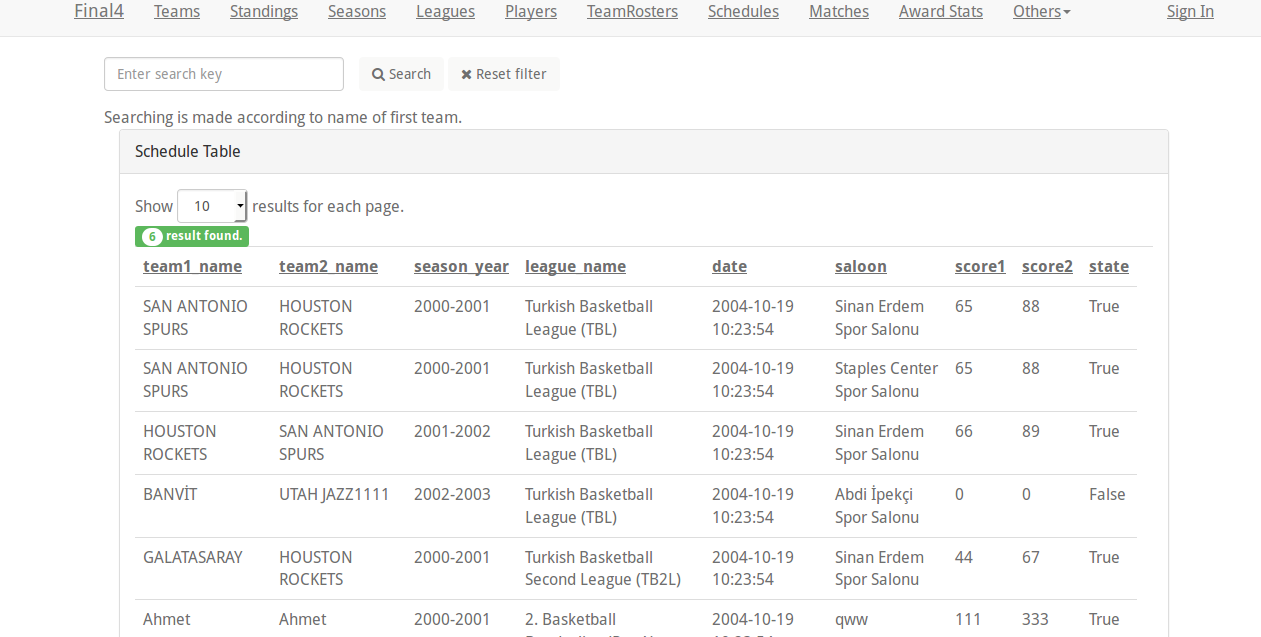 Final4 Teams Standings Seasons Leagues Players TeamRosters Schedules Matches Award Stats Others Sign In
Enter search key Search Reset filter
Searching is made according to name of first team.
Schedule Table
Show 10 results for each page.
6 result found.
team1_name team2_name season_year league_name date saloon score1 score2 state
SAN ANTONIO HOUSTON 2000-2001 Turkish Basketball 2004-10-19 Sinan Erdem 65 88 True
SPURS ROCKETS League (TBL) 10:23:54 Spor Salonu
SAN ANTONIO HOUSTON 2000-2001 Turkish Basketball 2004-10-19 Staples Center 65 88 True
SPURS ROCKETS League (TBL) 10:23:54 Spor Salonu
HOUSTON SAN ANTONIO 2001-2002 Turkish Basketball 2004-10-19 Sinan Erdem 66 89 True
ROCKETS SPURS League (TBL) 10:23:54 Spor Salonu
BANVİT UTAH JAZZ1111 2002-2003 Turkish Basketball 2004-10-19 Abdi İpekçi 0 0 False
League (TBL) 10:23:54 Spor Salonu
GALATASARAY HOUSTON 2000-2001 Turkish Basketball 2004-10-19 Sinan Erdem 44 67 True
ROCKETS Second League (TB2L) 10:23:54 Spor Salonu
Ahmet Ahmet 2000-2001 2. Basketball 2004-10-19 qww 111 333 True